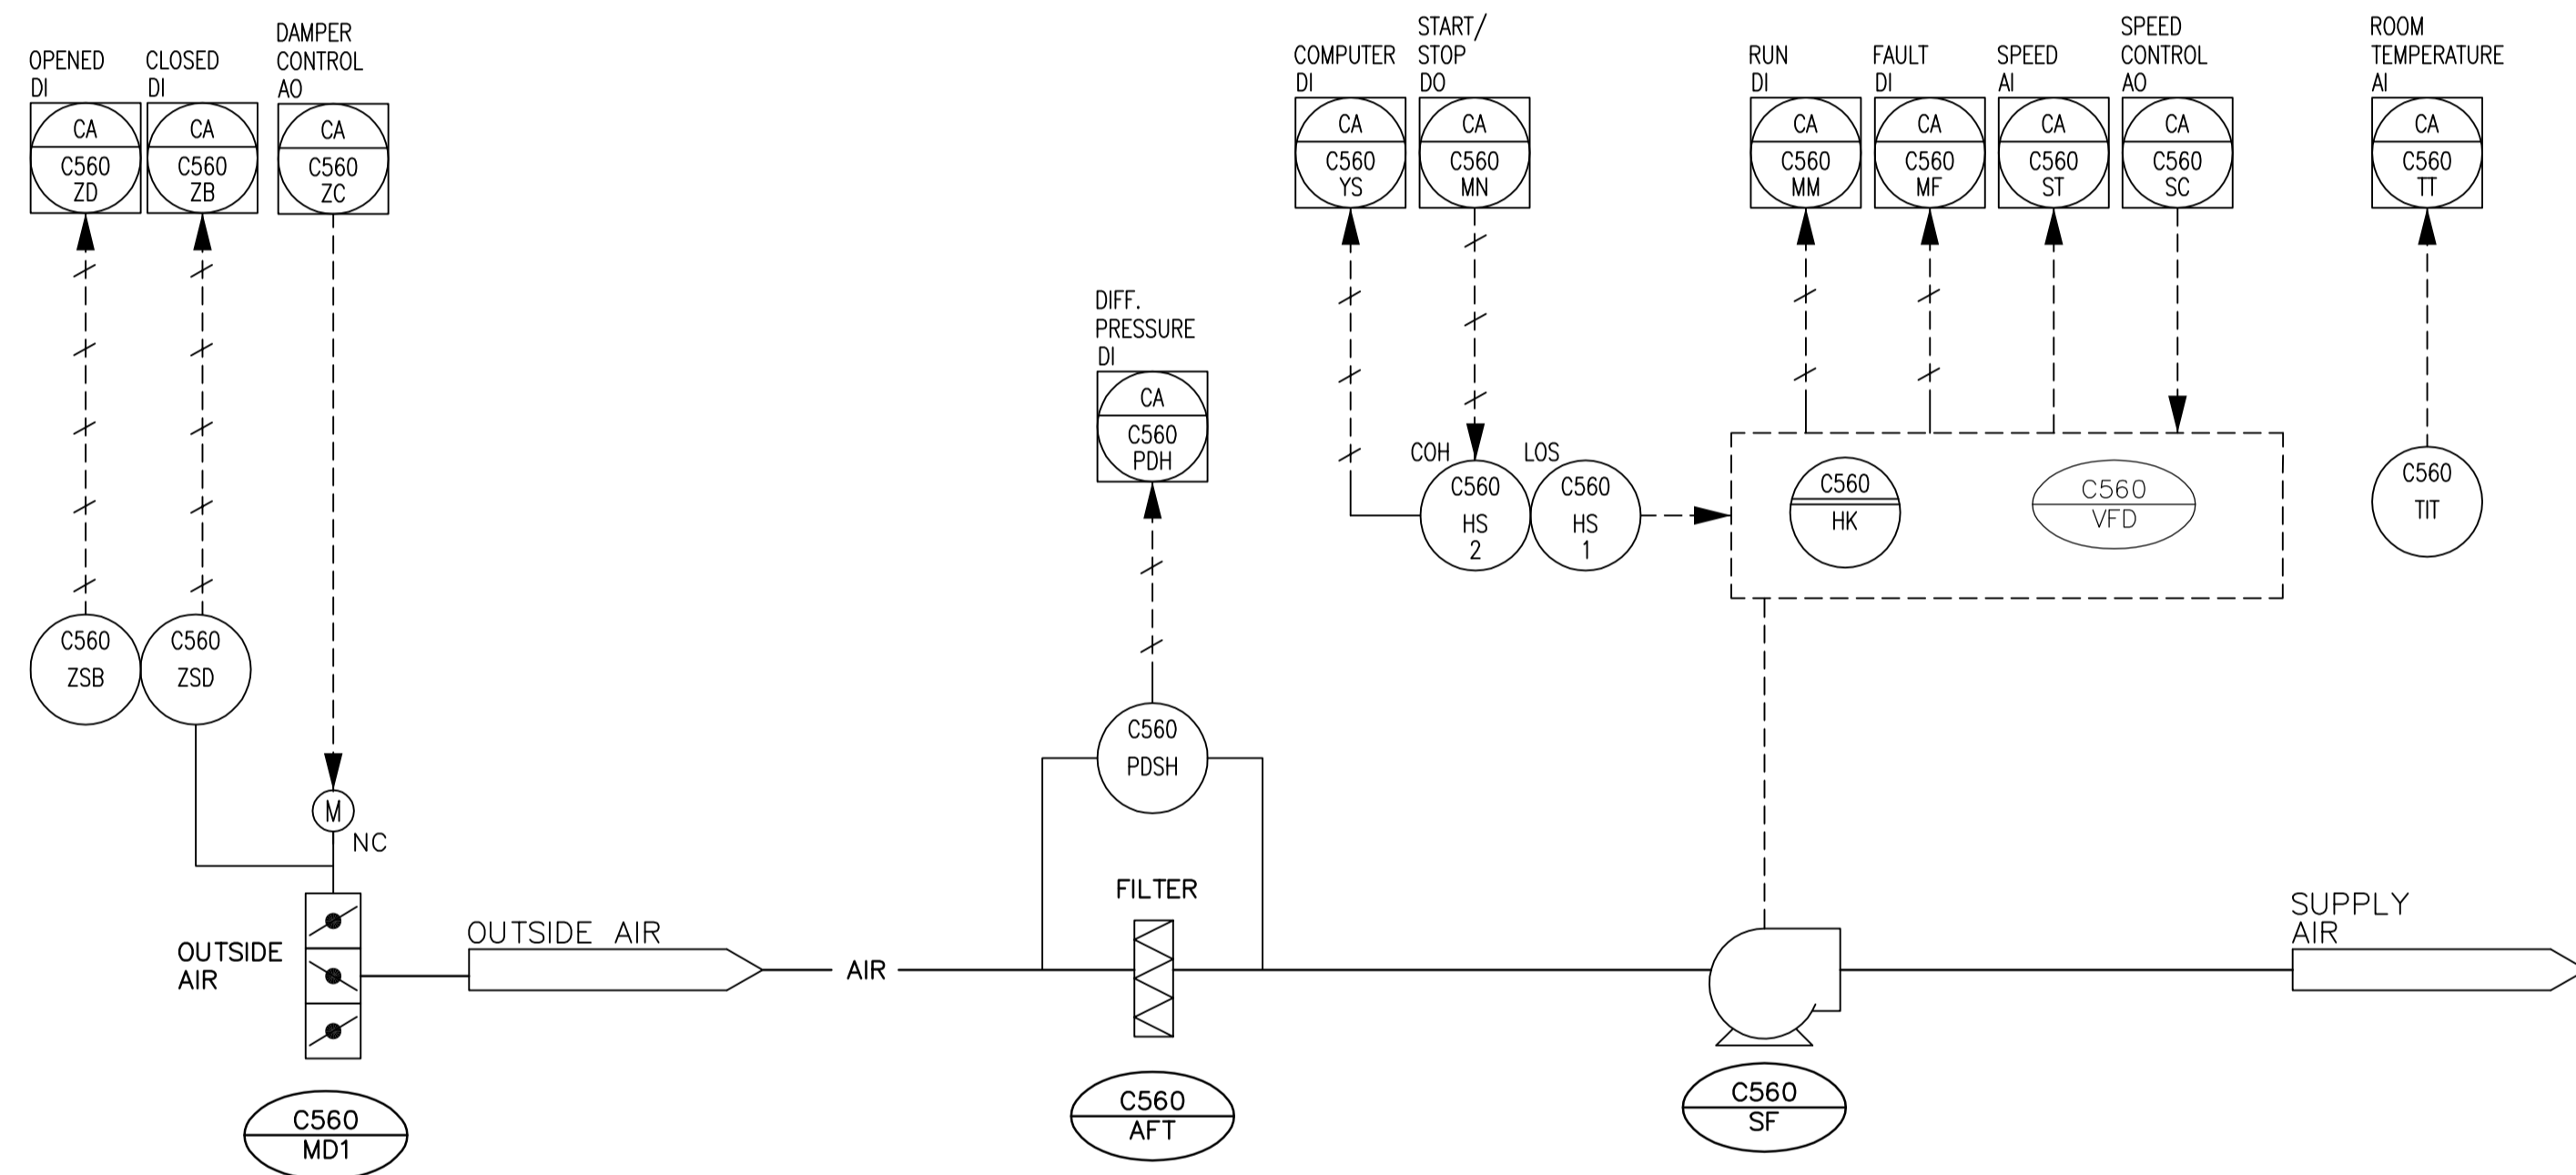 OPENED
DI
CA
C560
ZD
CLOSED
DI
CA
C560
ZB
DAMPER
CONTROL
AO
CA
C560
ZC
DIFF.
PRESSURE
DI
CA
C560
PDH
COMPUTER
DI
CA
C560
YS
START/
STOP
DO
CA
C560
MN
RUN
DI
CA
C560
MM
FAULT
DI
CA
C560
MF
SPEED
AI
CA
C560
ST
SPEED
CONTROL
AO
CA
C560
SC
ROOM
TEMPERATURE
AI
CA
C560
TT
COH
C560
HS
2
LOS
C560
HS
1
C560
HK
C560
VFD
C560
TIT
C560
ZSB
C560
ZSD
C560
PDSH
M
NC
FILTER
OUTSIDE
AIR
OUTSIDE AIR
AIR
SUPPLY
AIR
C560
MD1
C560
AFT
C560
SF